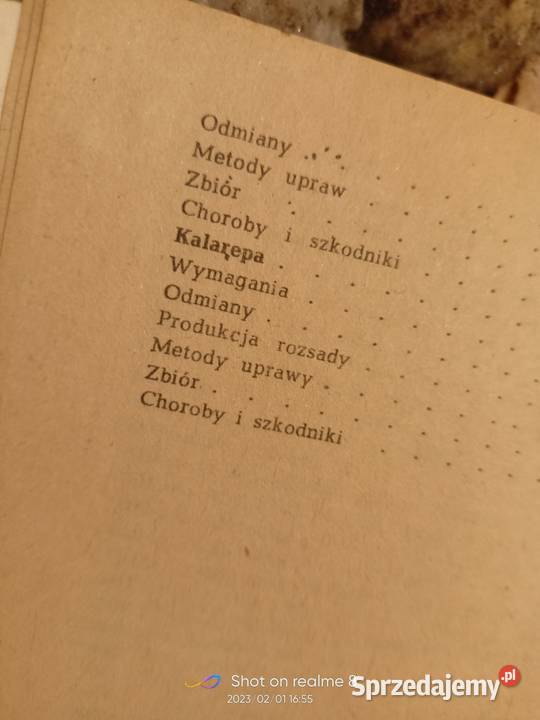 Odmiany . . . . .
Metody upraw . . . . .
Zbiór . . . . .
Choroby i szkodniki . . . . .
Kalarepa . . . . .
Wymagania . . . . .
Odmiany . . . . .
Produkcja rozsady . . . . .
Metody uprawy . . . . .
Zbiór . . . . .
Choroby i szkodniki . . . . .
Shot on realme 8
2023/02/01 16:55
Sprzedajemy.pl